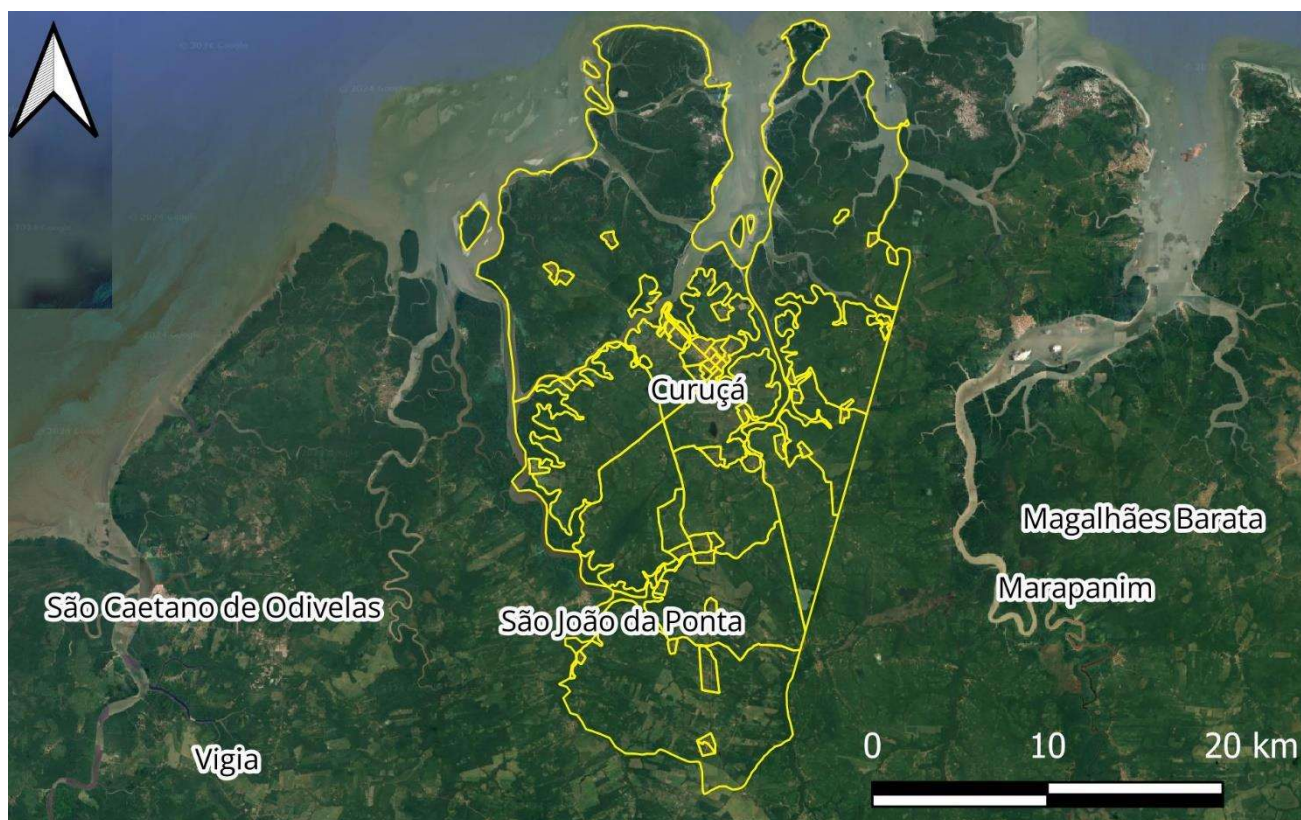 Curuçá
Magalhães Barata
São Caetano de Odivelas
São João da Ponta
Marapanim
Vigia
0 10 20 km